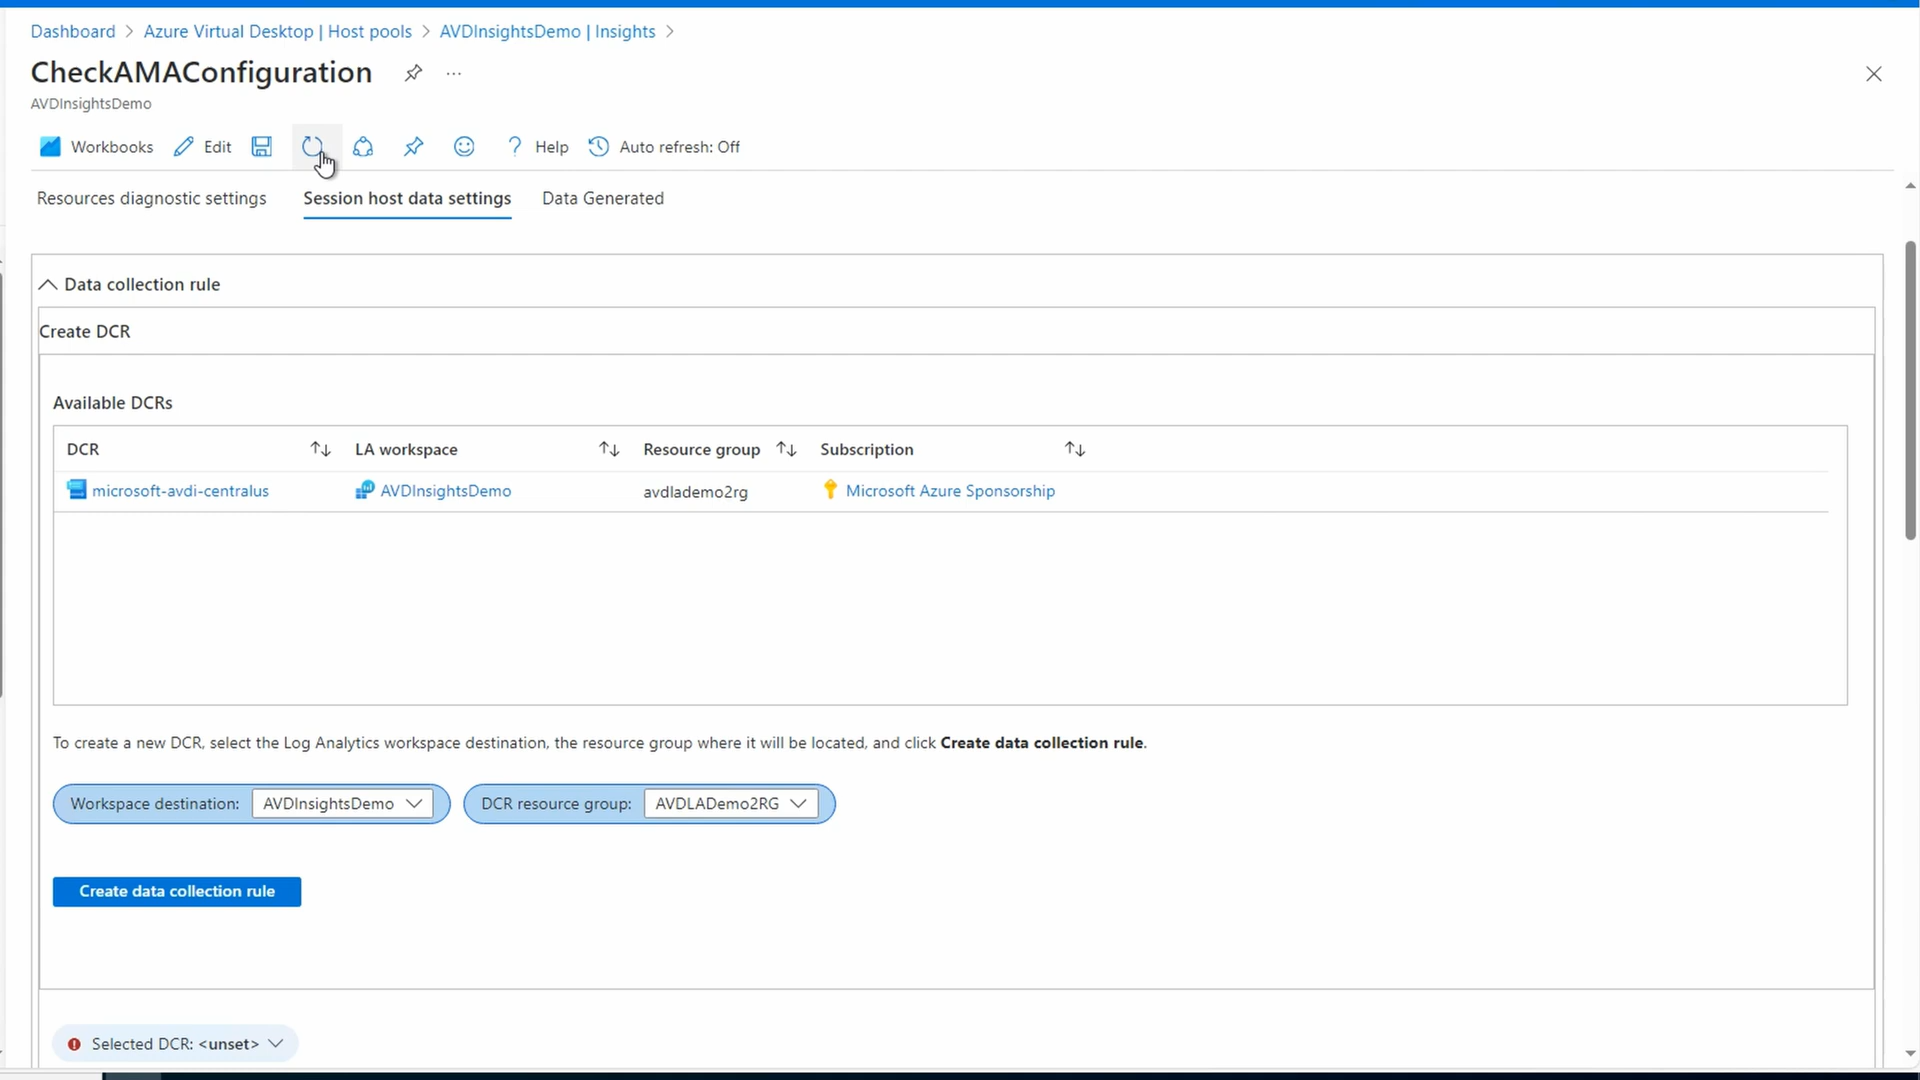 Dashboard > Azure Virtual Desktop | Host pools > AVDInsightsDemo | Insights >
CheckAMAConfiguration
AVDInsightsDemo
Workbooks Edit Help Auto refresh: Off
Resources diagnostic settings Session host data settings Data Generated
Data collection rule
Create DCR
Available DCRs
DCR LA workspace Resource group Subscription
microsoft-avdi-centralus AVDInsightsDemo avdlademo2rg Microsoft Azure Sponsorship
To create a new DCR, select the Log Analytics workspace destination, the resource group where it will be located, and click Create data collection rule.
Workspace destination: AVDInsightsDemo DCR resource group: AVDLADemo2RG
Create data collection rule
Selected DCR: <unset>